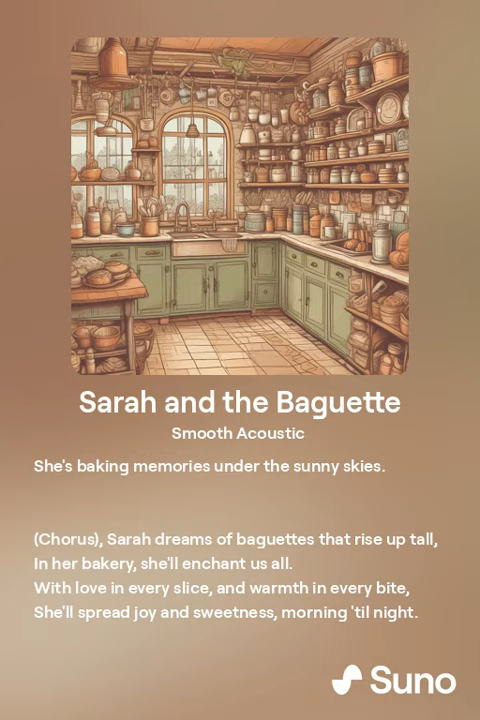 Sarah and the Baguette
Smooth Acoustic
She's baking memories under the sunny skies.
(Chorus), Sarah dreams of baguettes that rise up tall,
In her bakery, she'll enchant us all.
With love in every slice, and warmth in every bite,
She'll spread joy and sweetness, morning 'til night.
Suno